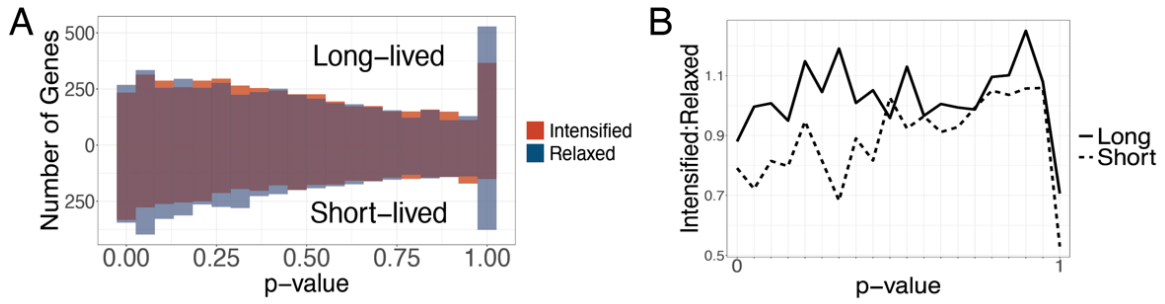 A
Number of Genes
500
250
0
250
Long-lived
Short-lived
0.00 0.25 0.50 0.75 1.00
p-value
Intensified
Relaxed
B
Intensified:Relaxed
1.1
0.9
0.7
0.5
0 1
p-value
Long
Short